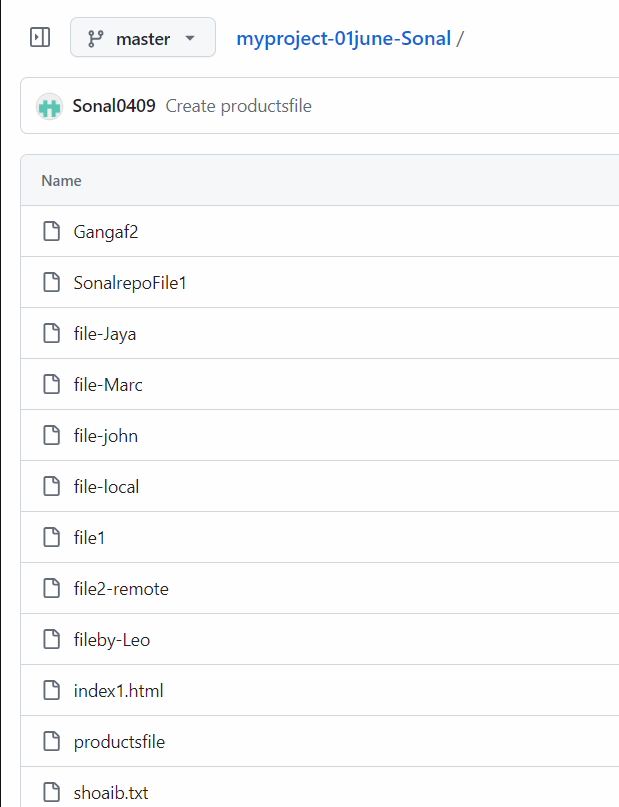 master myproject-01june-Sonal /
Sonal0409 Create productsfile
Name
Gangaf2
SonalrepoFile1
file-Jaya
file-Marc
file-john
file-local
file1
file2-remote
fileby-Leo
index1.html
productsfile
shoaib.txt